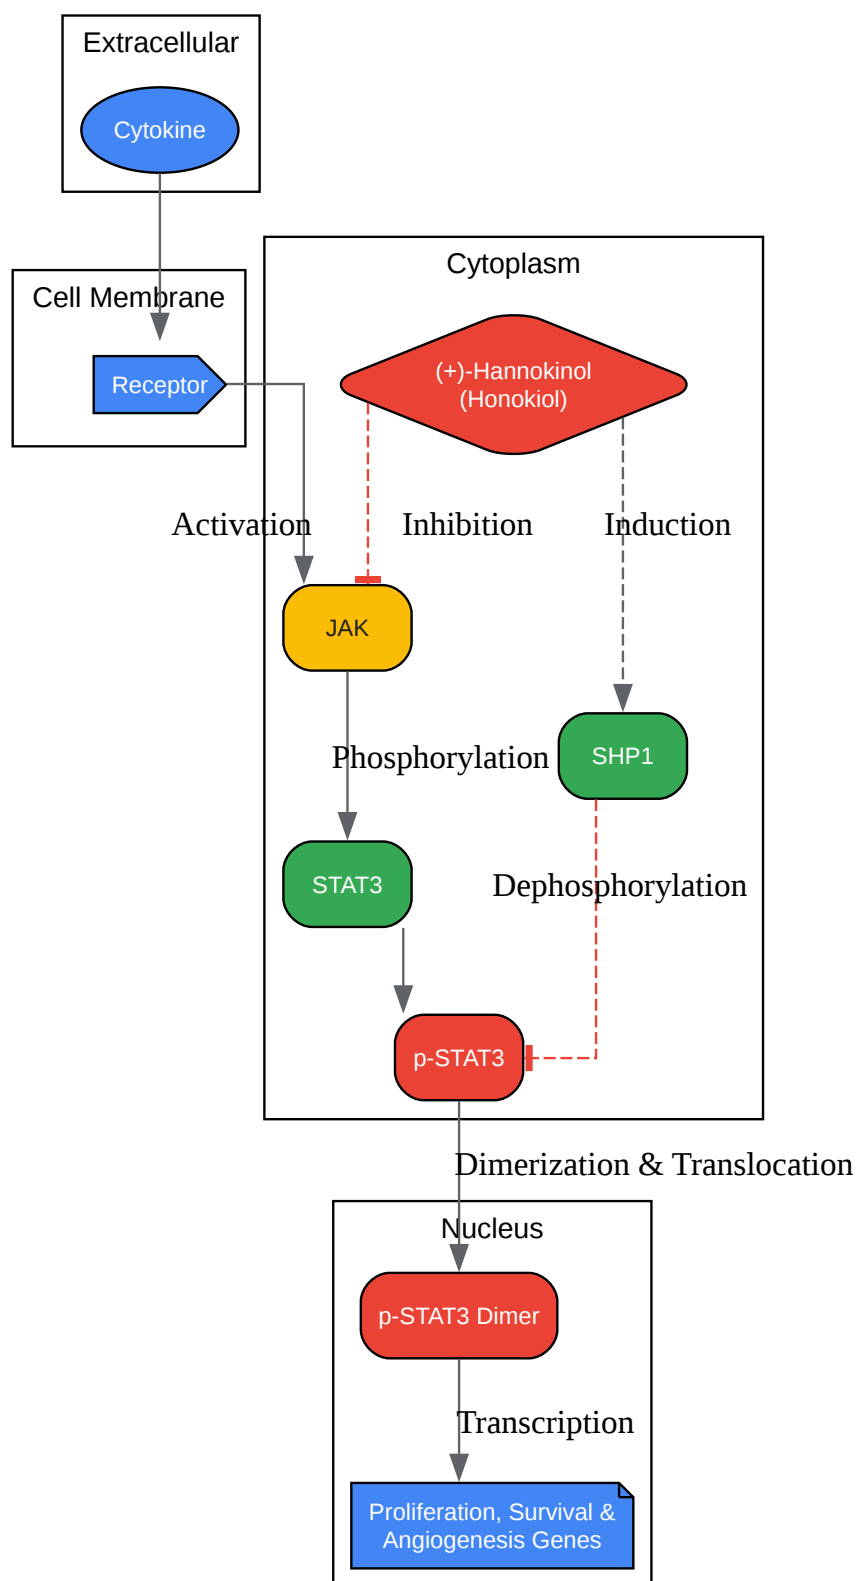 Extracellular
Cytokine
Cell Membrane
Receptor
Cytoplasm
(+)-Hannokinol
(Honokiol)
Activation
Inhibition
Induction
JAK
Phosphorylation
SHP1
STAT3
Dephosphorylation
p-STAT3
Dimerization & Translocation
Nucleus
p-STAT3 Dimer
Transcription
Proliferation, Survival &
Angiogenesis Genes